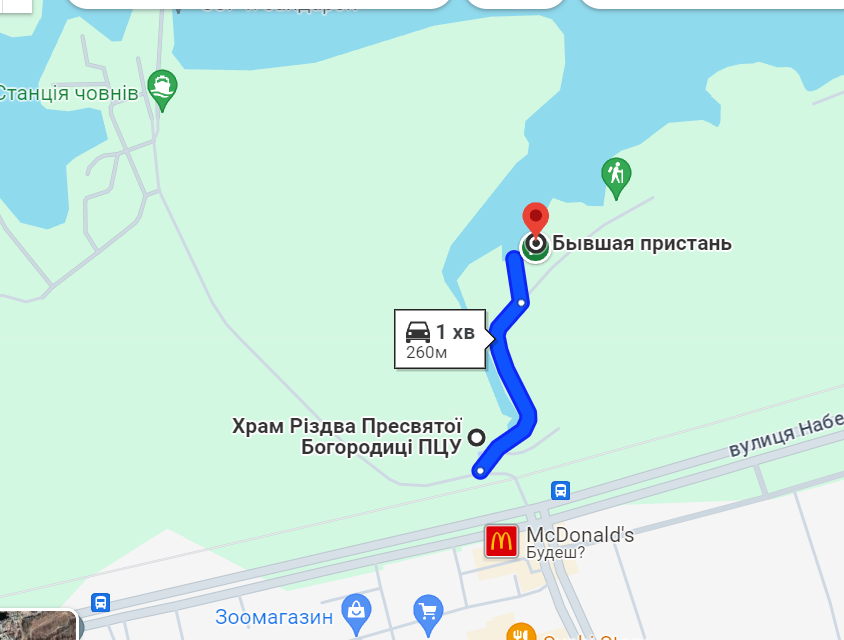 Станція човнів
Бывшая пристань
1 хв
260м
Храм Різдва Пресвятої
Богородиці ПЦУ
вулиця Набе
McDonald's
Будеш?
Зоомагазин